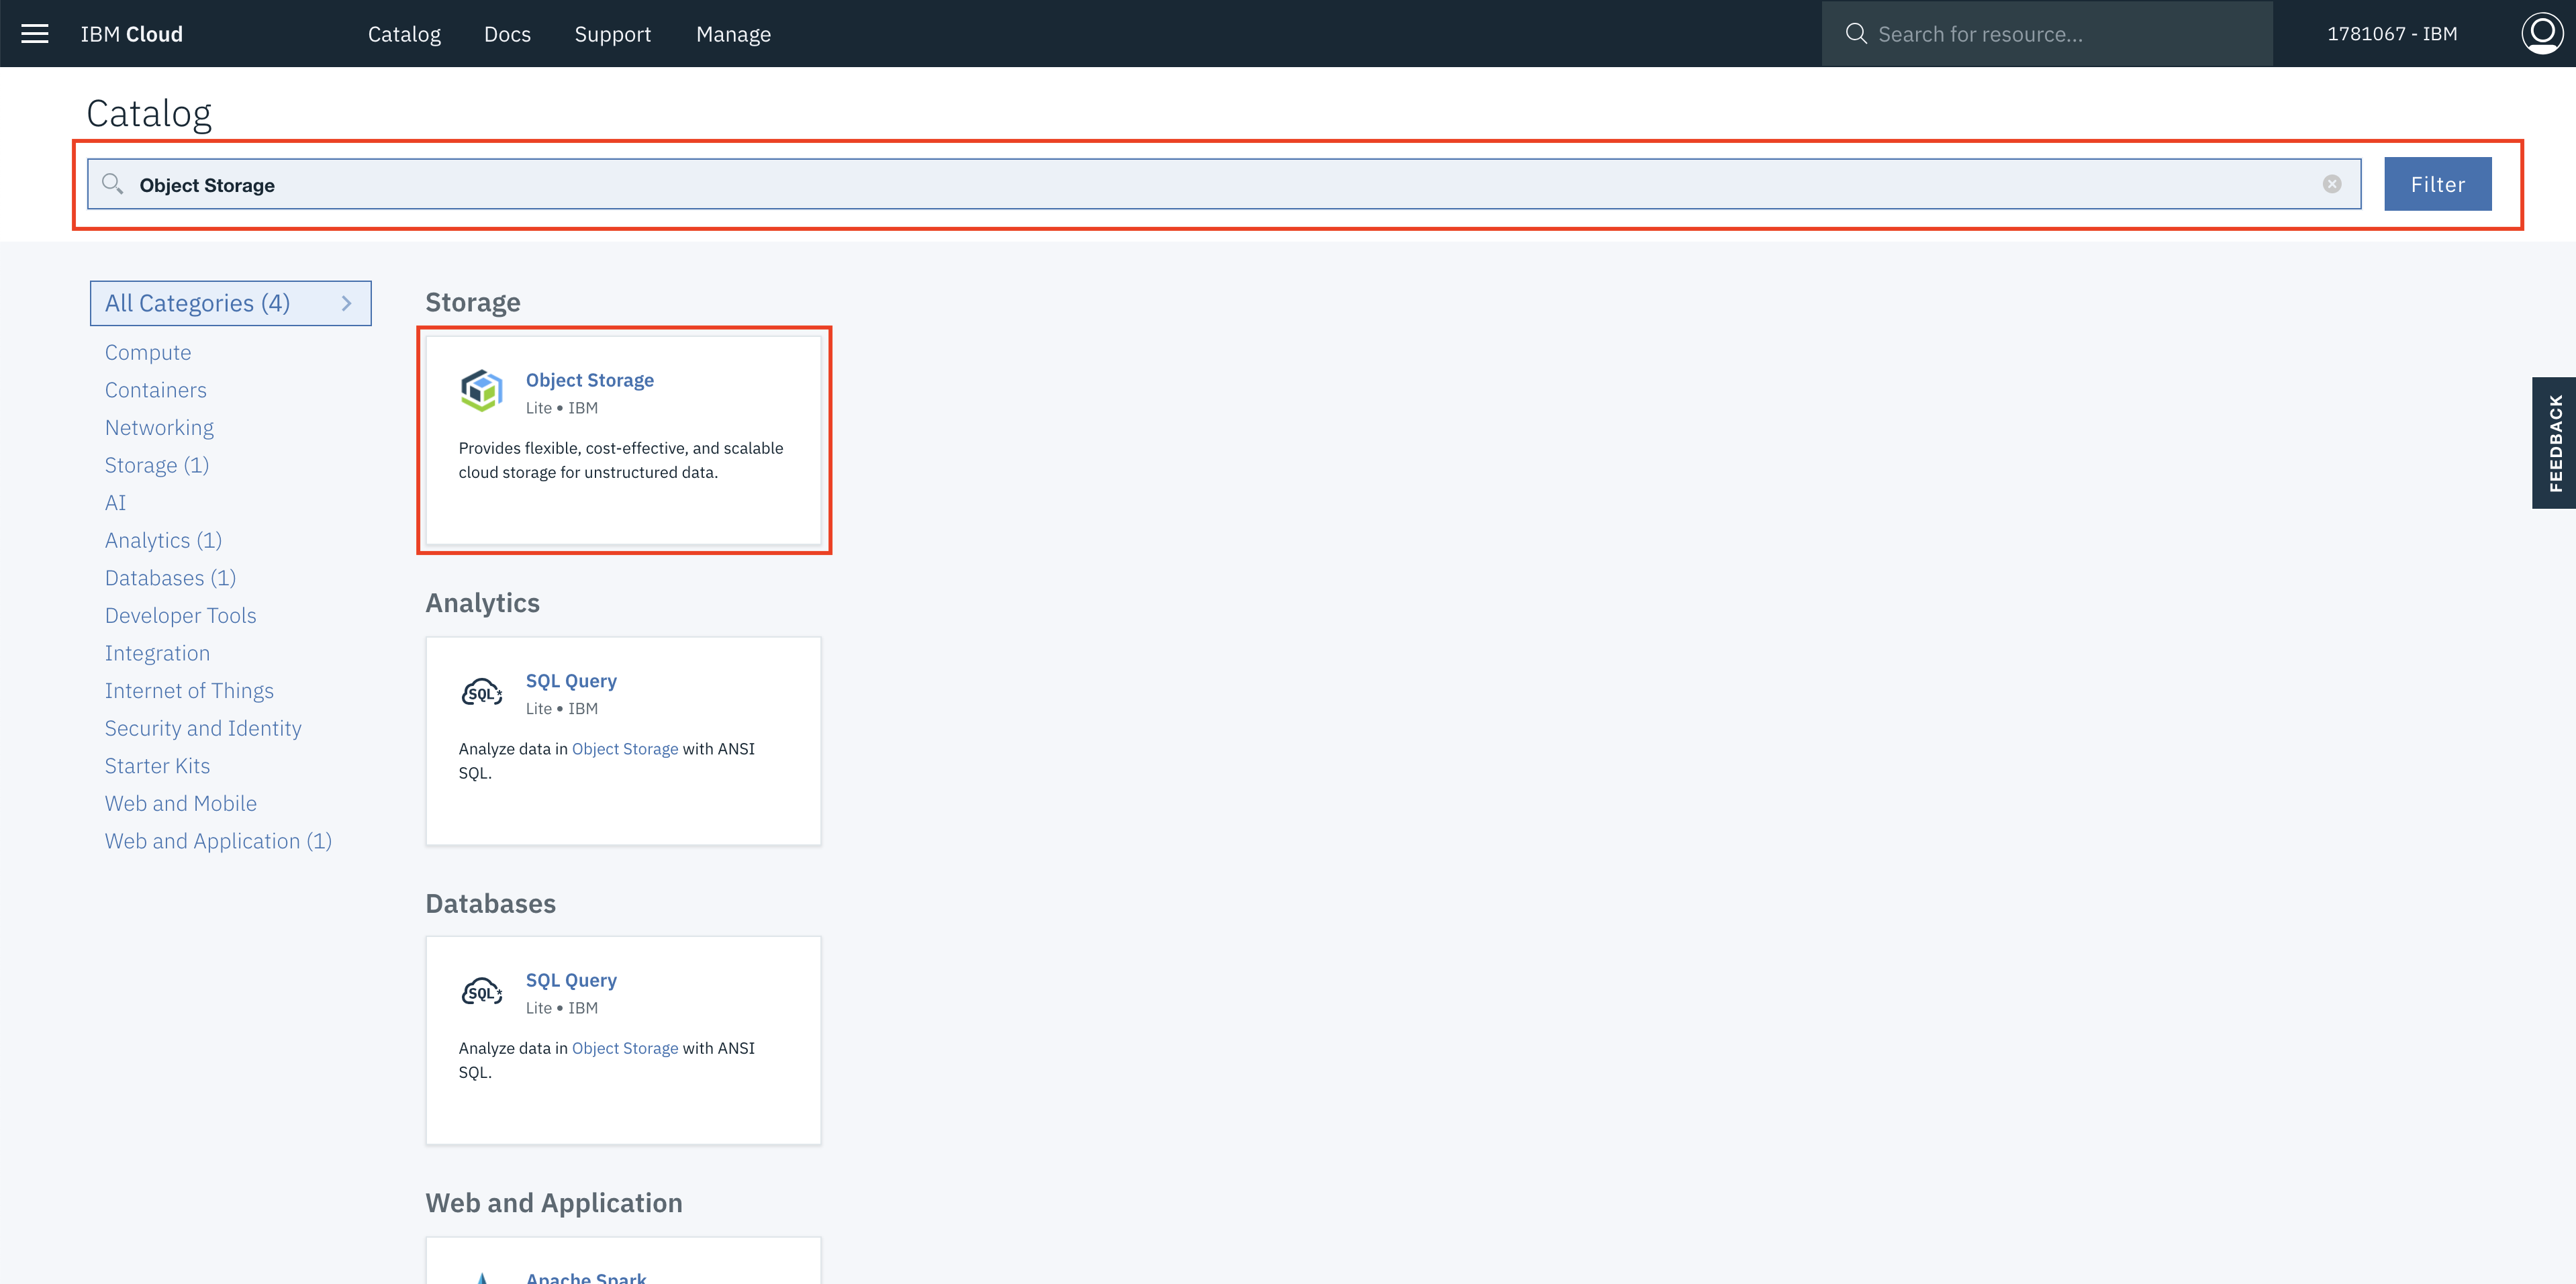 IBM Cloud
Catalog
Docs
Support
Manage
Search for resource...
1781067 - IBM
Catalog
Object Storage
Filter
All Categories (4)
Compute
Containers
Networking
Storage (1)
AI
Analytics (1)
Databases (1)
Developer Tools
Integration
Internet of Things
Security and Identity
Starter Kits
Web and Mobile
Web and Application (1)
Storage
Object Storage
Lite • IBM
Provides flexible, cost-effective, and scalable
cloud storage for unstructured data.
Analytics
SQL
SQL Query
Lite • IBM
Analyze data in Object Storage with ANSI
SQL.
Databases
SQL
SQL Query
Lite • IBM
Analyze data in Object Storage with ANSI
SQL.
Web and Application
Apache Spark
FEEDBACK